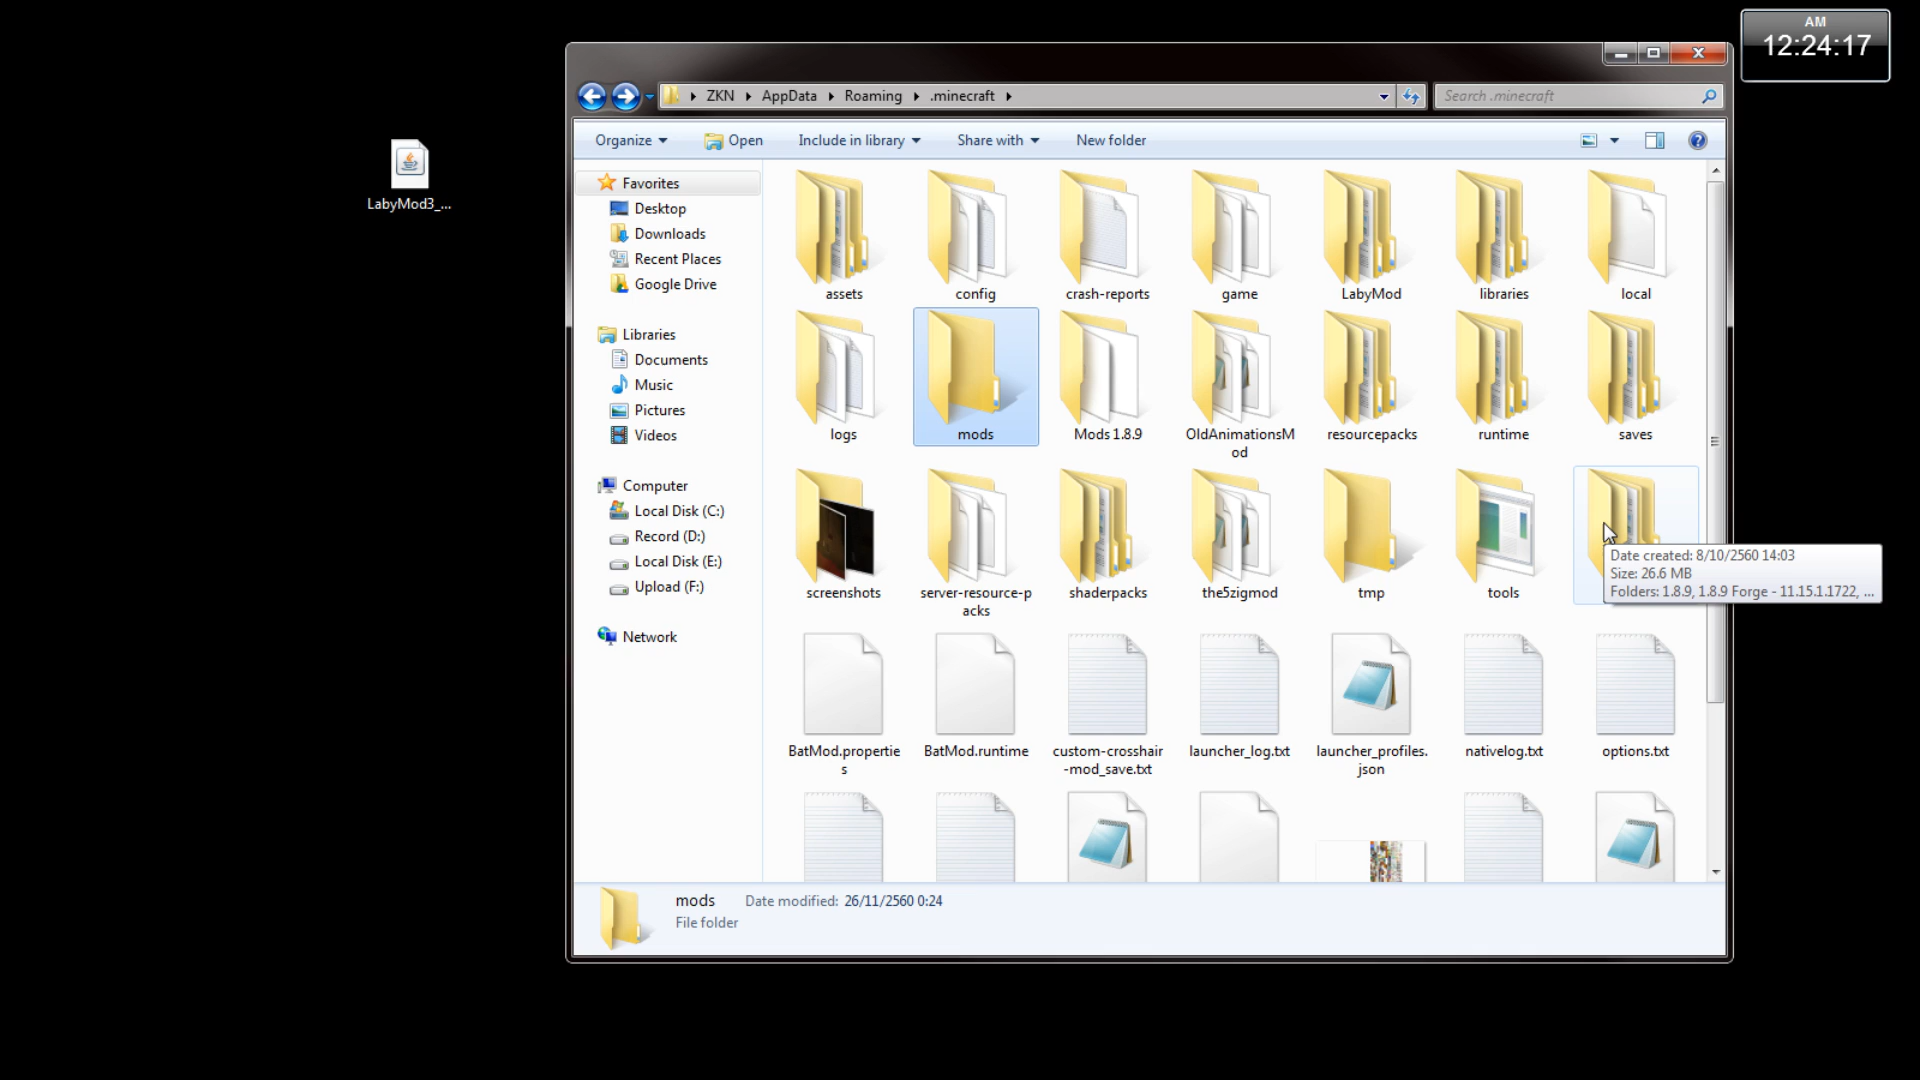 AM
12:24:17
ZKN
AppData
Roaming
.minecraft
Search .minecraft
Organize
Open
Include in library
Share with
New folder
LabyMod3_...
Favorites
Desktop
Downloads
Recent Places
Google Drive
Libraries
Documents
Music
Pictures
Videos
Computer
Local Disk (C:)
Record (D:)
Local Disk (E:)
Upload (F:)
Network
assets
config
crash-reports
game
LabyMod
libraries
local
logs
mods
Mods 1.8.9
OldAnimationsM
od
resourcepacks
runtime
saves
screenshots
server-resource-p
acks
shaderpacks
the5zigmod
tmp
tools
Date created: 8/10/2560 14:03
Size: 26.6 MB
Folders: 1.8.9, 1.8.9 Forge - 11.15.1.1722, ...
BatMod.propertie
s
BatMod.runtime
custom-crosshair
-mod_save.txt
launcher_log.txt
launcher_profiles.
json
nativelog.txt
options.txt
mods
Date modified: 26/11/2560 0:24
File folder